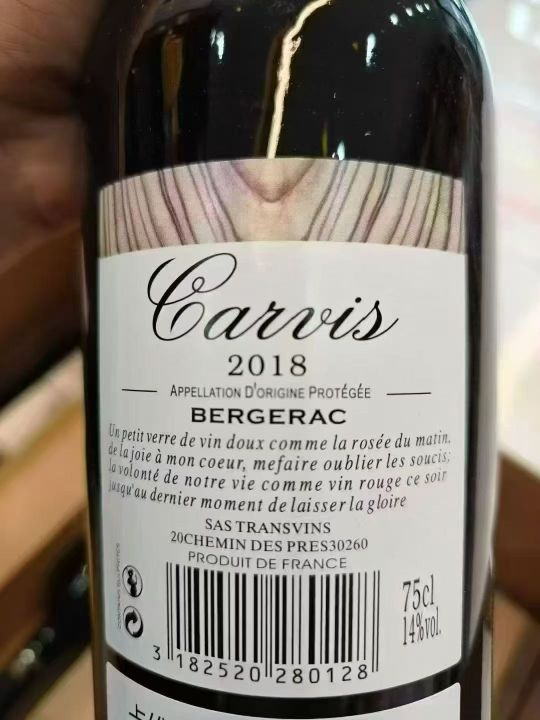 Carvis
2018
APPELLATION D'ORIGINE PROTÉGÉE
BERGERAC
Un petit verre de vin doux comme la rosée du matin.
de la joie à mon coeur, mefaire oublier les soucis;
la volonté de notre vie comme vin rouge ce soir
jusqu'au dernier moment de laisser la gloire
SAS TRANSVINS
20CHEMIN DES PRES30260
PRODUIT DE FRANCE
CONTAINS SULPHITES
75cl
14%vol.
3 182520 280128